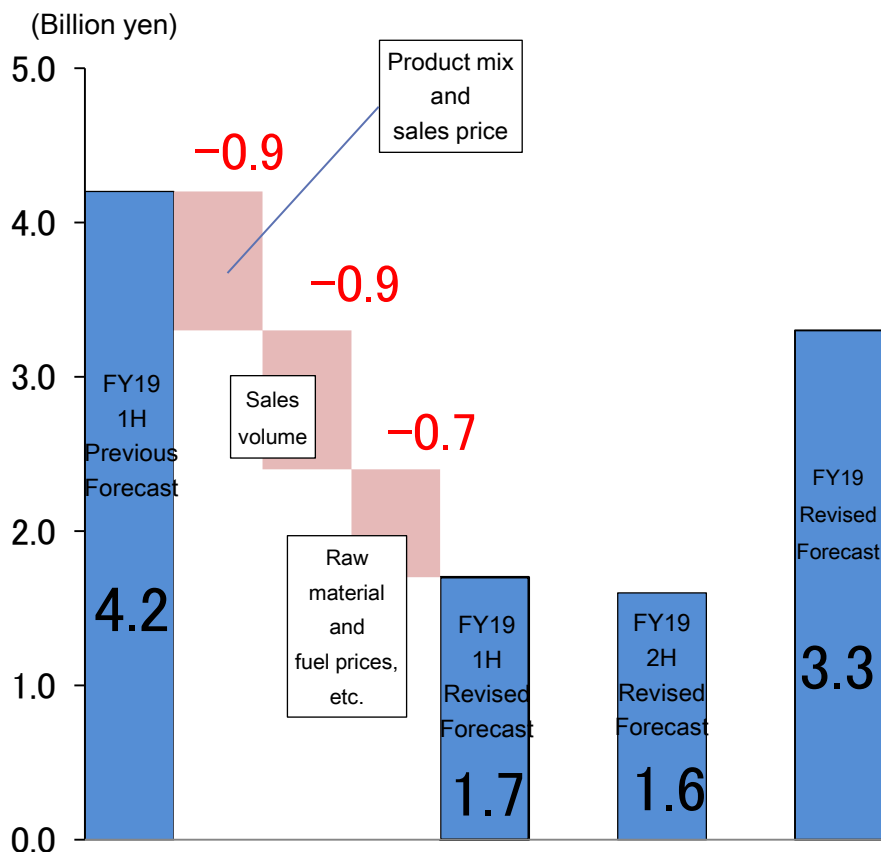 (Billion yen)
5.0
4.0
3.0
2.0
1.0
0.0
Product mix
and
sales price
−0.9
−0.9
−0.7
Sales
volume
Raw
material
and
fuel prices,
etc.
FY19
1H
Previous
Forecast
4.2
FY19
1H
Revised
Forecast
1.7
FY19
2H
Revised
Forecast
1.6
FY19
Revised
Forecast
3.3